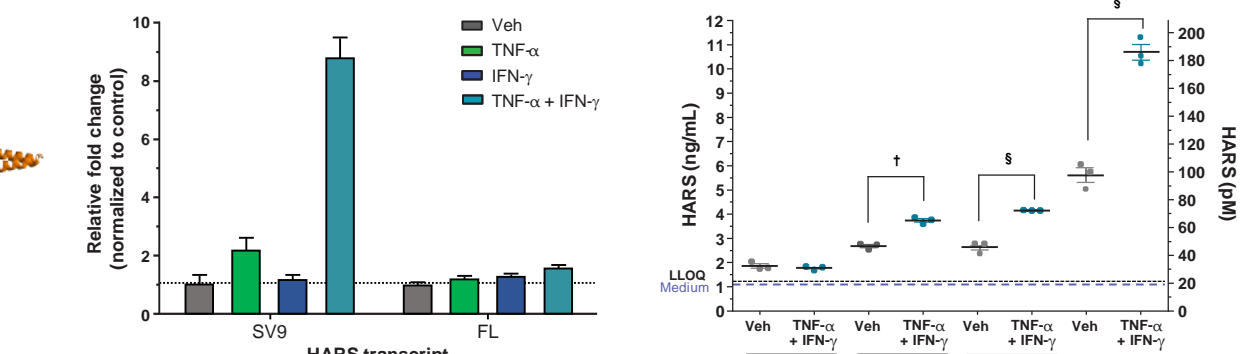 10
8
6
4
2
0
Relative fold change
(normalized to control)
Veh
TNF-α
IFN-γ
TNF-α + IFN-γ
SV9
FL
HARS transcript
12
11
10
9
8
7
6
5
4
3
2
1
0
HARS (ng/mL)
LLOQ
Medium
†
§
§
200
180
160
140
120
100
80
60
40
20
0
HARS (pM)
Veh
TNF-α
+ IFN-γ
Veh
TNF-α
+ IFN-γ
Veh
TNF-α
+ IFN-γ
Veh
TNF-α
+ IFN-γ